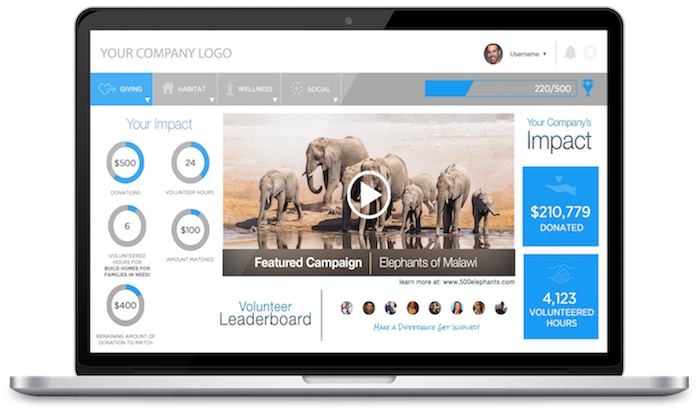 YOUR COMPANY LOGO
Username
GIVING
HABITAT
WELLNESS
SOCIAL
220/500
Your Impact
$500
DONATIONS
24
VOLUNTEER HOURS
6
VOLUNTEERED
HOURS FOR
BUILD HOMES FOR
FAMILIES IN NEED!
$100
AMOUNT MATCHED
$400
REMAINING AMOUNT OF
DONATION TO MATCH
Featured Campaign
Elephants of Malawi
learn more at: www.500elephants.com
Volunteer
Leaderboard
Make a Difference Get Involved!
Your Company's
Impact
$210,779
DONATED
4,123
VOLUNTEERED
HOURS